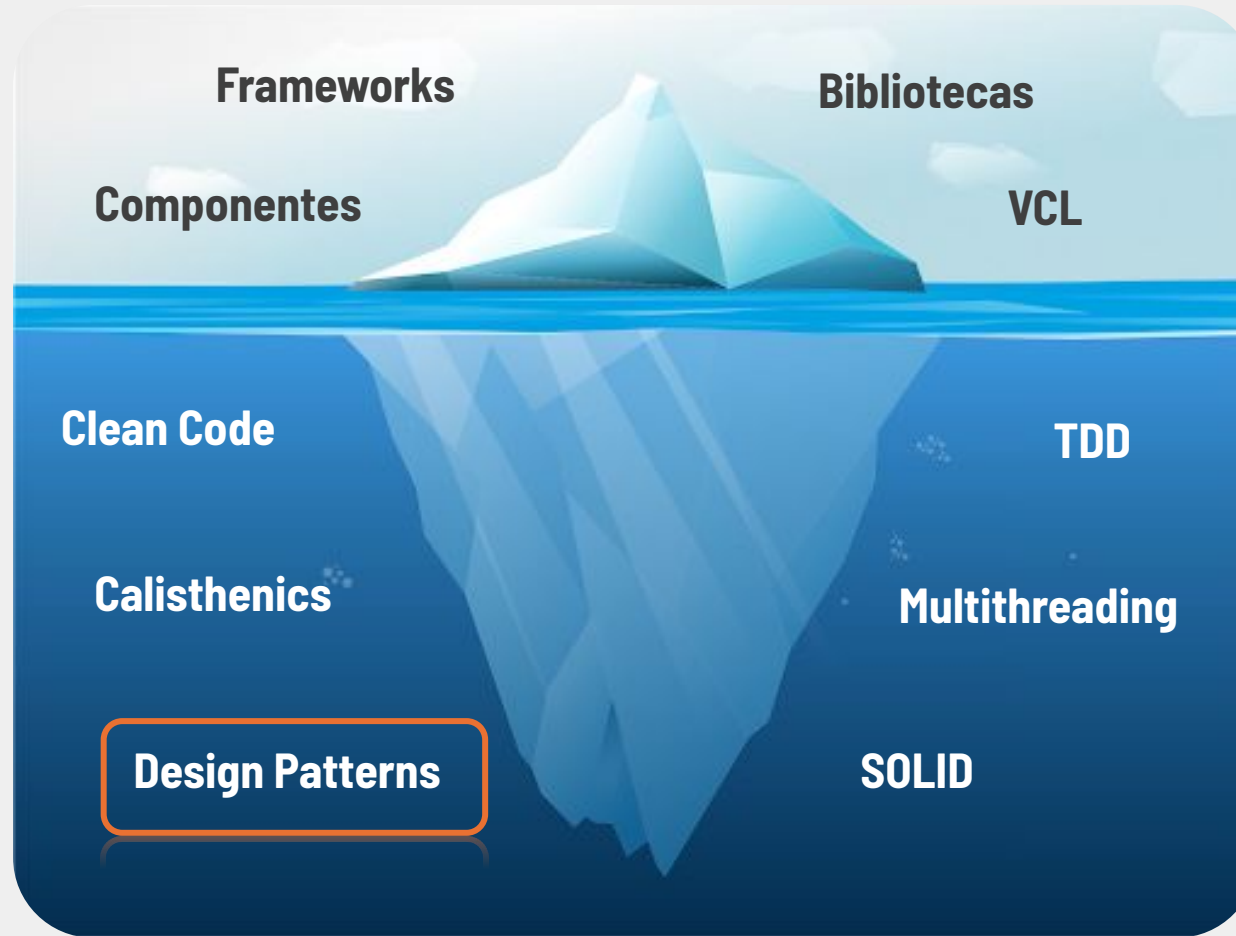 Frameworks
Bibliotecas
Componentes
VCL
Clean Code
TDD
Calisthenics
Multithreading
Design Patterns
SOLID